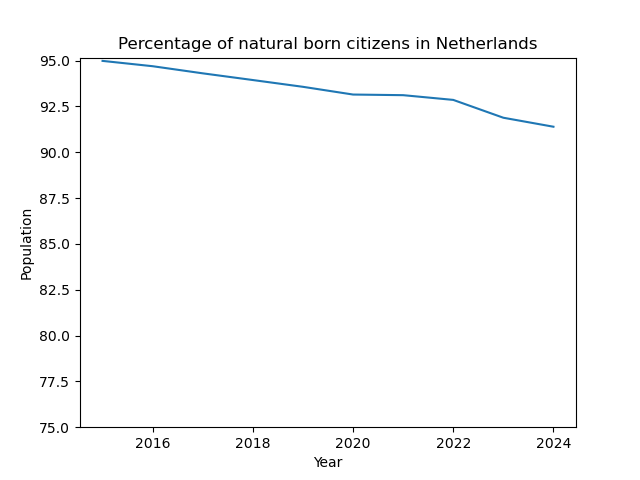 Percentage of natural born citizens in Netherlands
95.0
92.5
90.0
87.5
85.0
82.5
80.0
77.5
75.0
Population
2016 2018 2020 2022 2024
Year